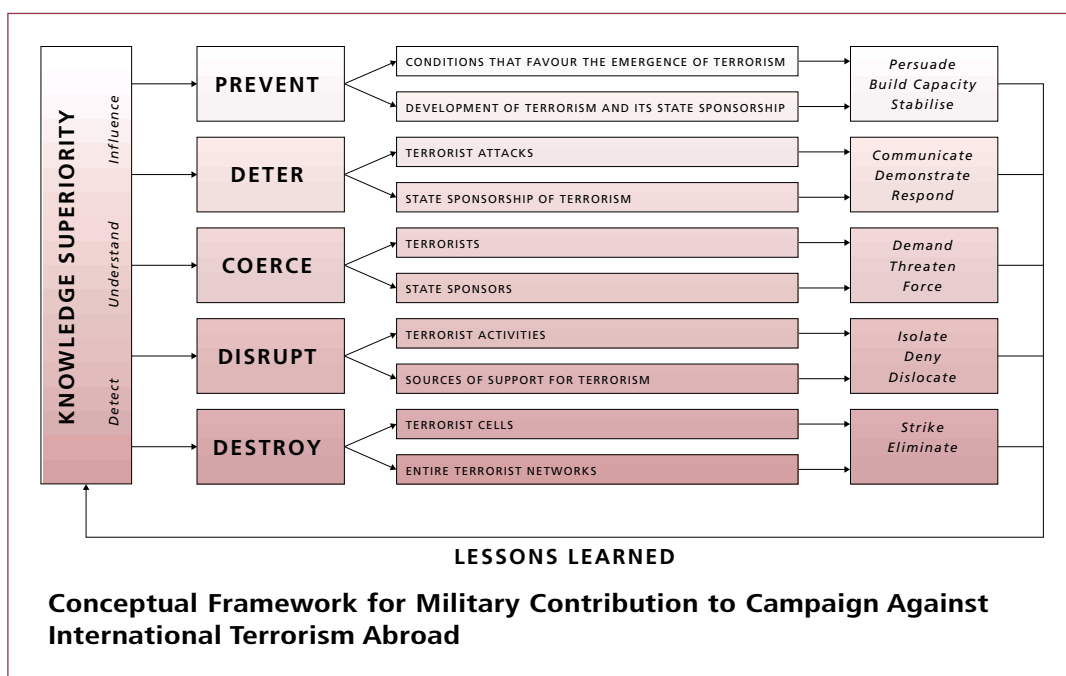 KNOWLEDGE SUPERIORITY
Detect Understand Influence
PREVENT
CONDITIONS THAT FAVOUR THE EMERGENCE OF TERRORISM
DEVELOPMENT OF TERRORISM AND ITS STATE SPONSORSHIP
Persuade
Build Capacity
Stabilise
DETER
TERRORIST ATTACKS
STATE SPONSORSHIP OF TERRORISM
Communicate
Demonstrate
Respond
COERCE
TERRORISTS
STATE SPONSORS
Demand
Threaten
Force
DISRUPT
TERRORIST ACTIVITIES
SOURCES OF SUPPORT FOR TERRORISM
Isolate
Deny
Dislocate
DESTROY
TERRORIST CELLS
ENTIRE TERRORIST NETWORKS
Strike
Eliminate
LESSONS LEARNED
Conceptual Framework for Military Contribution to Campaign Against
International Terrorism Abroad